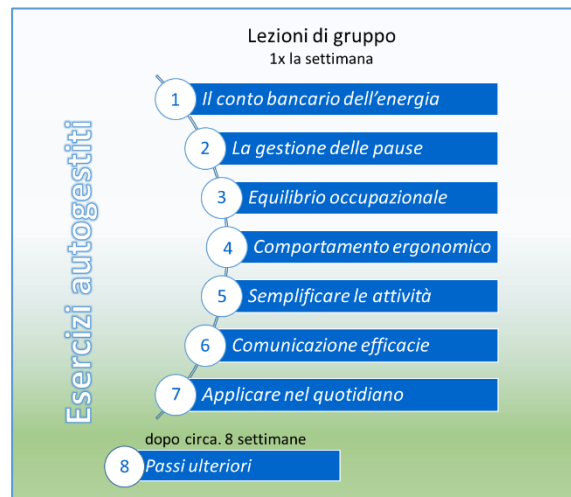 Lezioni di gruppo
1x la settimana
Esercizi autogestiti
1 Il conto bancario dell'energia
2 La gestione delle pause
3 Equilibrio occupazionale
4 Comportamento ergonomico
5 Semplificare le attività
6 Comunicazione efficacie
7 Applicare nel quotidiano
dopo circa. 8 settimane
8 Passi ulteriori